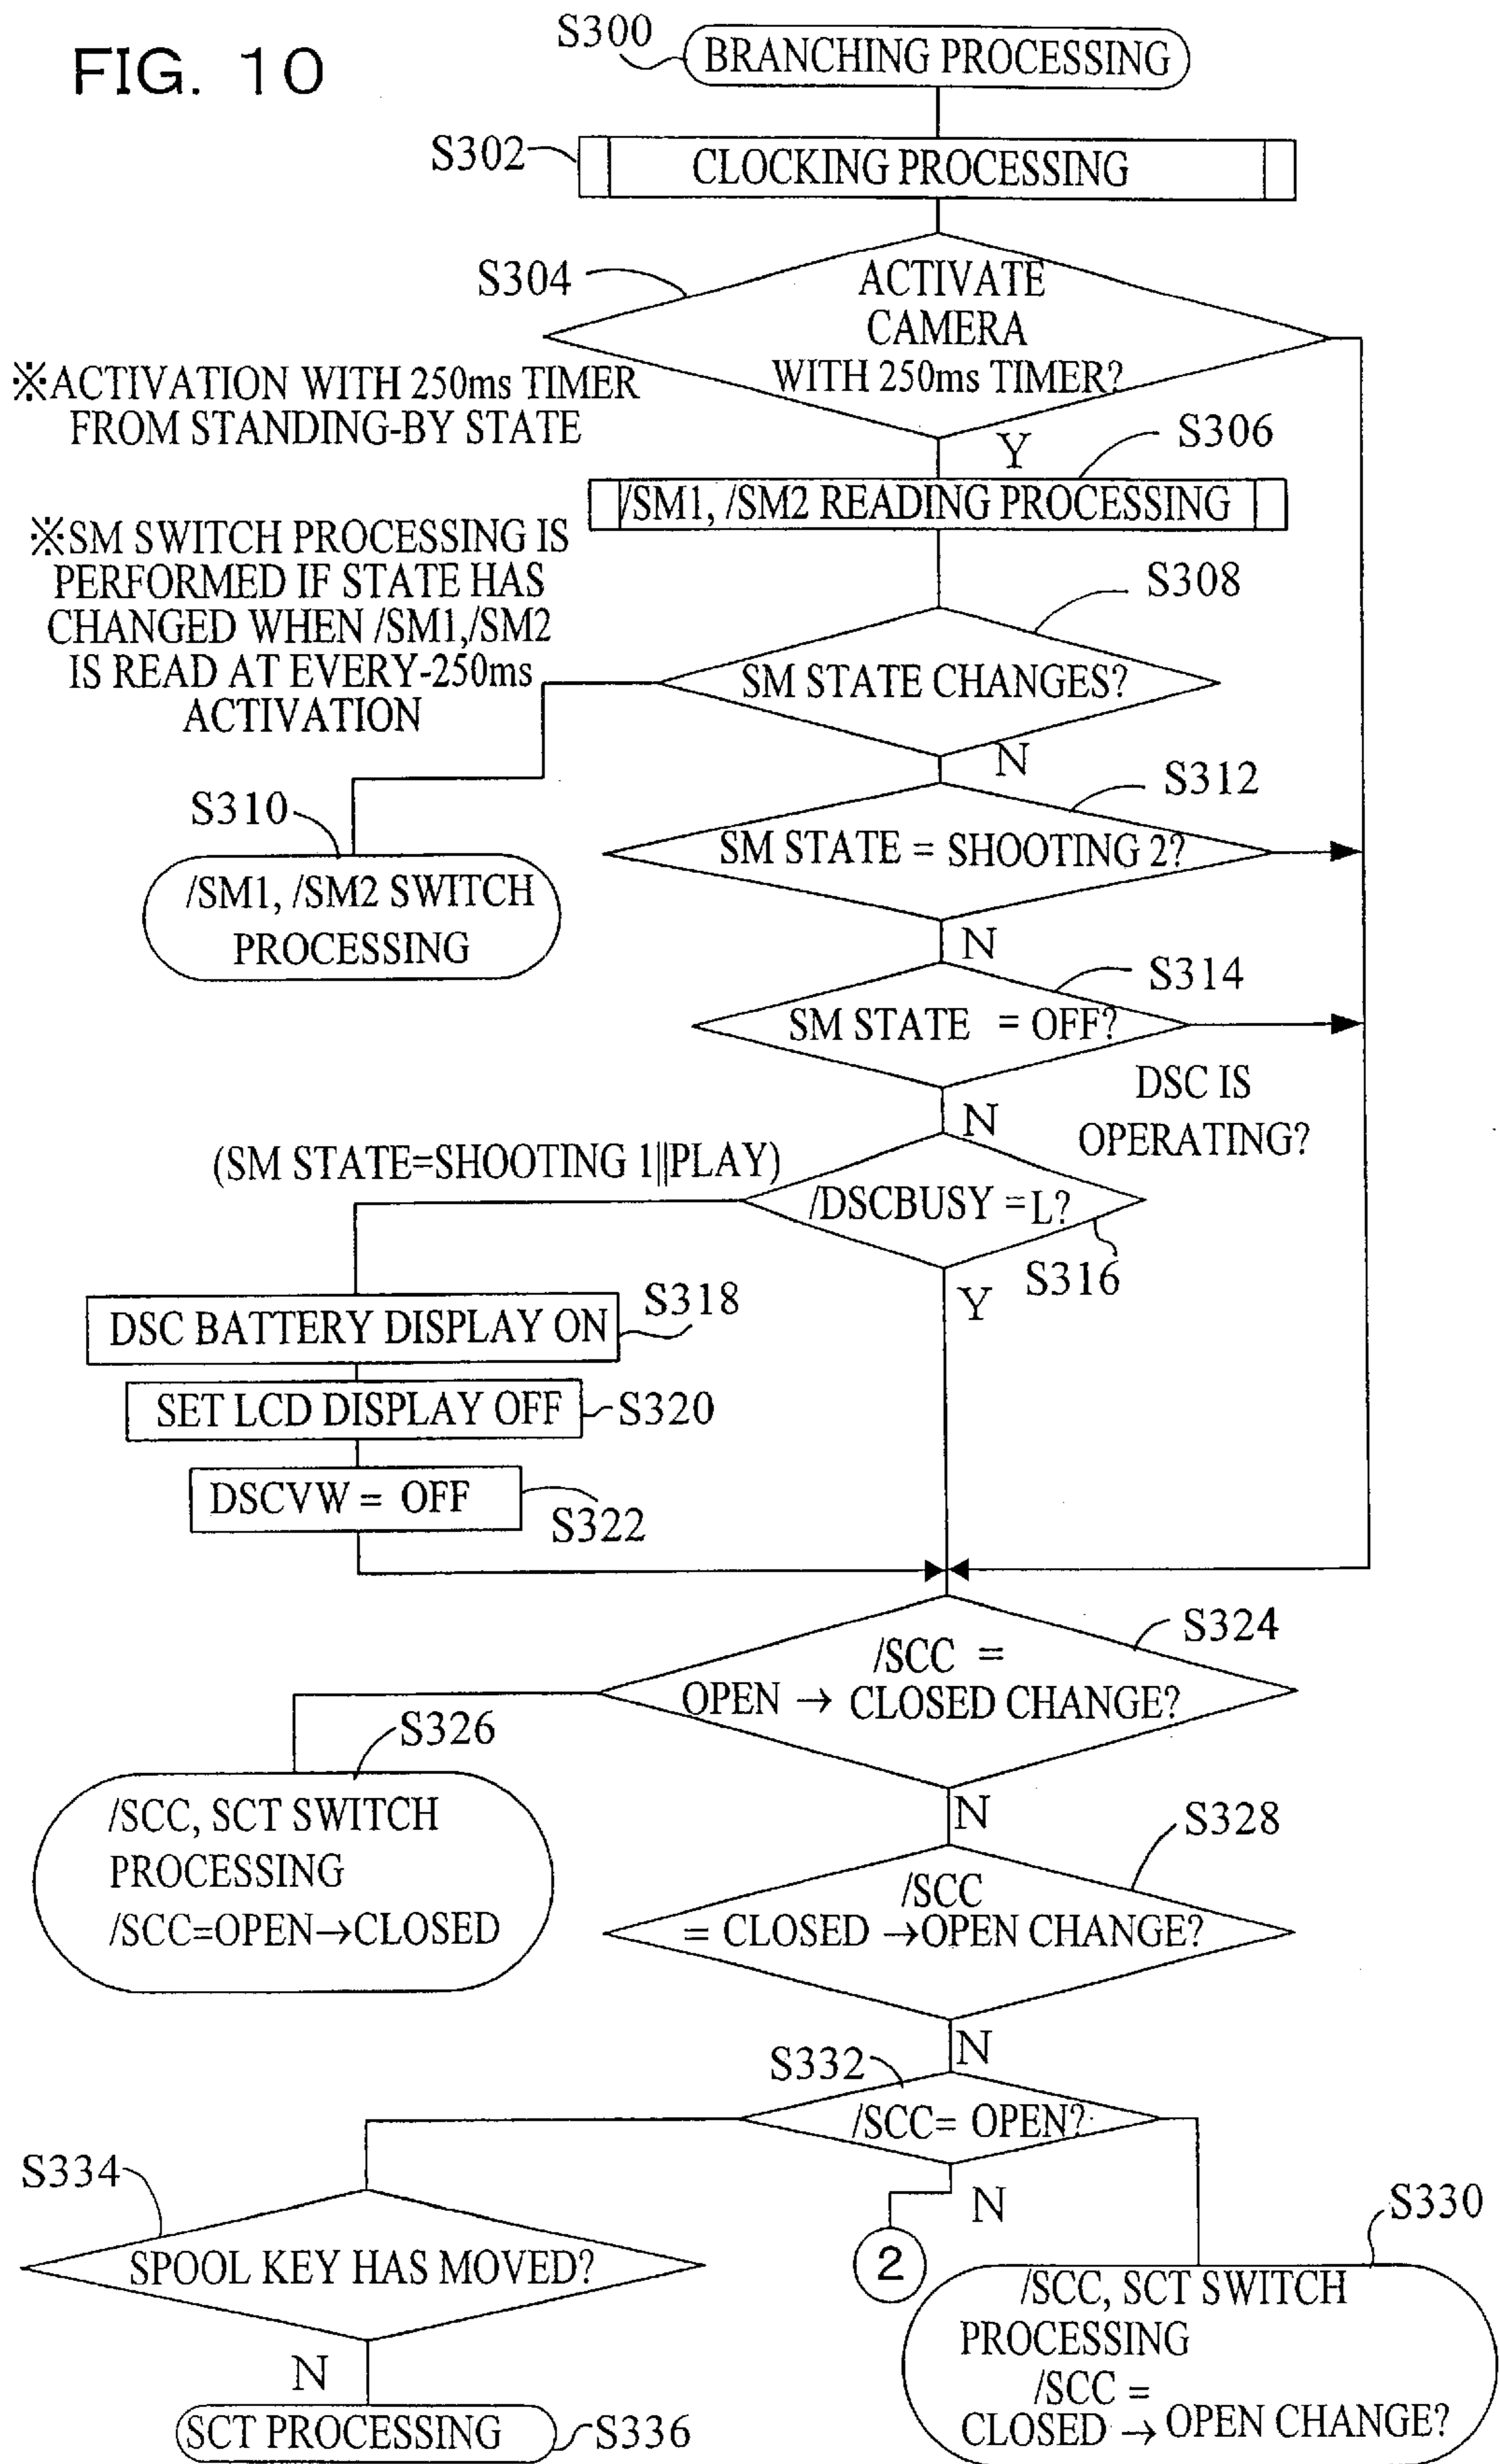 FIG. 10
S300
BRANCHING PROCESSING
S302
CLOCKING PROCESSING
S304
ACTIVATE
CAMERA
WITH 250ms TIMER?
※ACTIVATION WITH 250ms TIMER
FROM STANDING-BY STATE
Y
S306
/SM1, /SM2 READING PROCESSING
※SM SWITCH PROCESSING IS
PERFORMED IF STATE HAS
CHANGED WHEN /SM1,/SM2
IS READ AT EVERY-250ms
ACTIVATION
S308
SM STATE CHANGES?
N
S310
/SM1, /SM2 SWITCH
PROCESSING
S312
SM STATE = SHOOTING 2?
N
S314
SM STATE = OFF?
N
DSC IS
OPERATING?
(SM STATE=SHOOTING 1||PLAY)
/DSCBUSY =L?
S316
Y
DSC BATTERY DISPLAY ON
S318
SET LCD DISPLAY OFF
S320
DSCVW = OFF
S322
S324
/SCC =
OPEN → CLOSED CHANGE?
S326
/SCC, SCT SWITCH
PROCESSING
/SCC=OPEN→CLOSED
N
S328
/SCC
= CLOSED →OPEN CHANGE?
N
S332
/SCC= OPEN?
N
2
S334
SPOOL KEY HAS MOVED?
N
SCT PROCESSING
S336
S330
/SCC, SCT SWITCH
PROCESSING
/SCC =
CLOSED → OPEN CHANGE?